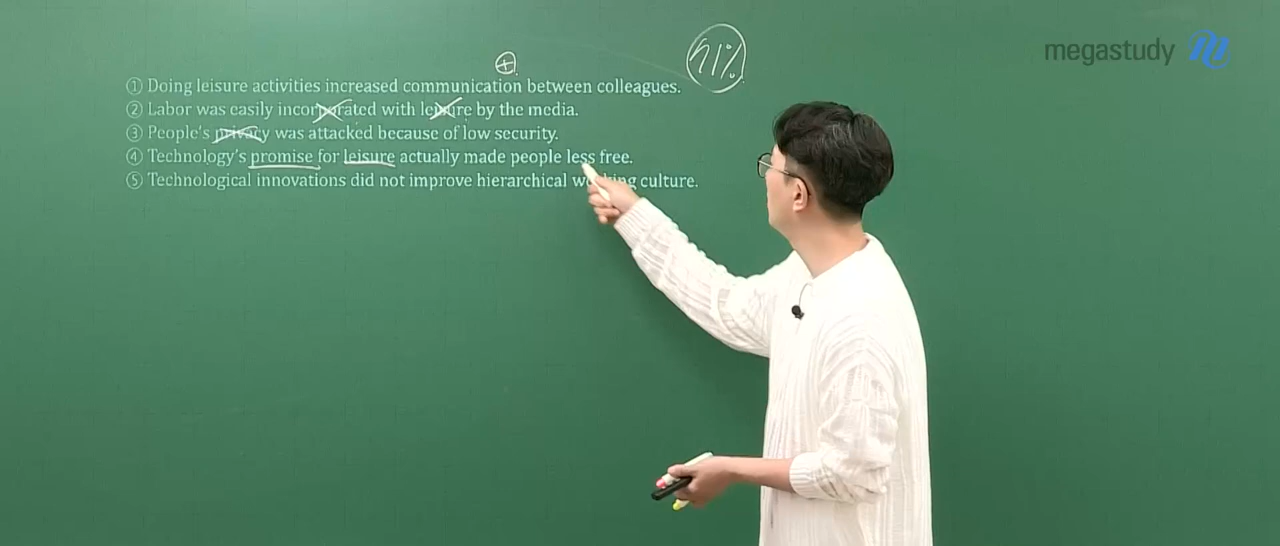 megastudy
① Doing leisure activities increased communication between colleagues.
② Labor was easily incorporated with leisure by the media.
③ People's privacy was attacked because of low security.
④ Technology's promise for leisure actually made people less free.
⑤ Technological innovations did not improve hierarchical working culture.